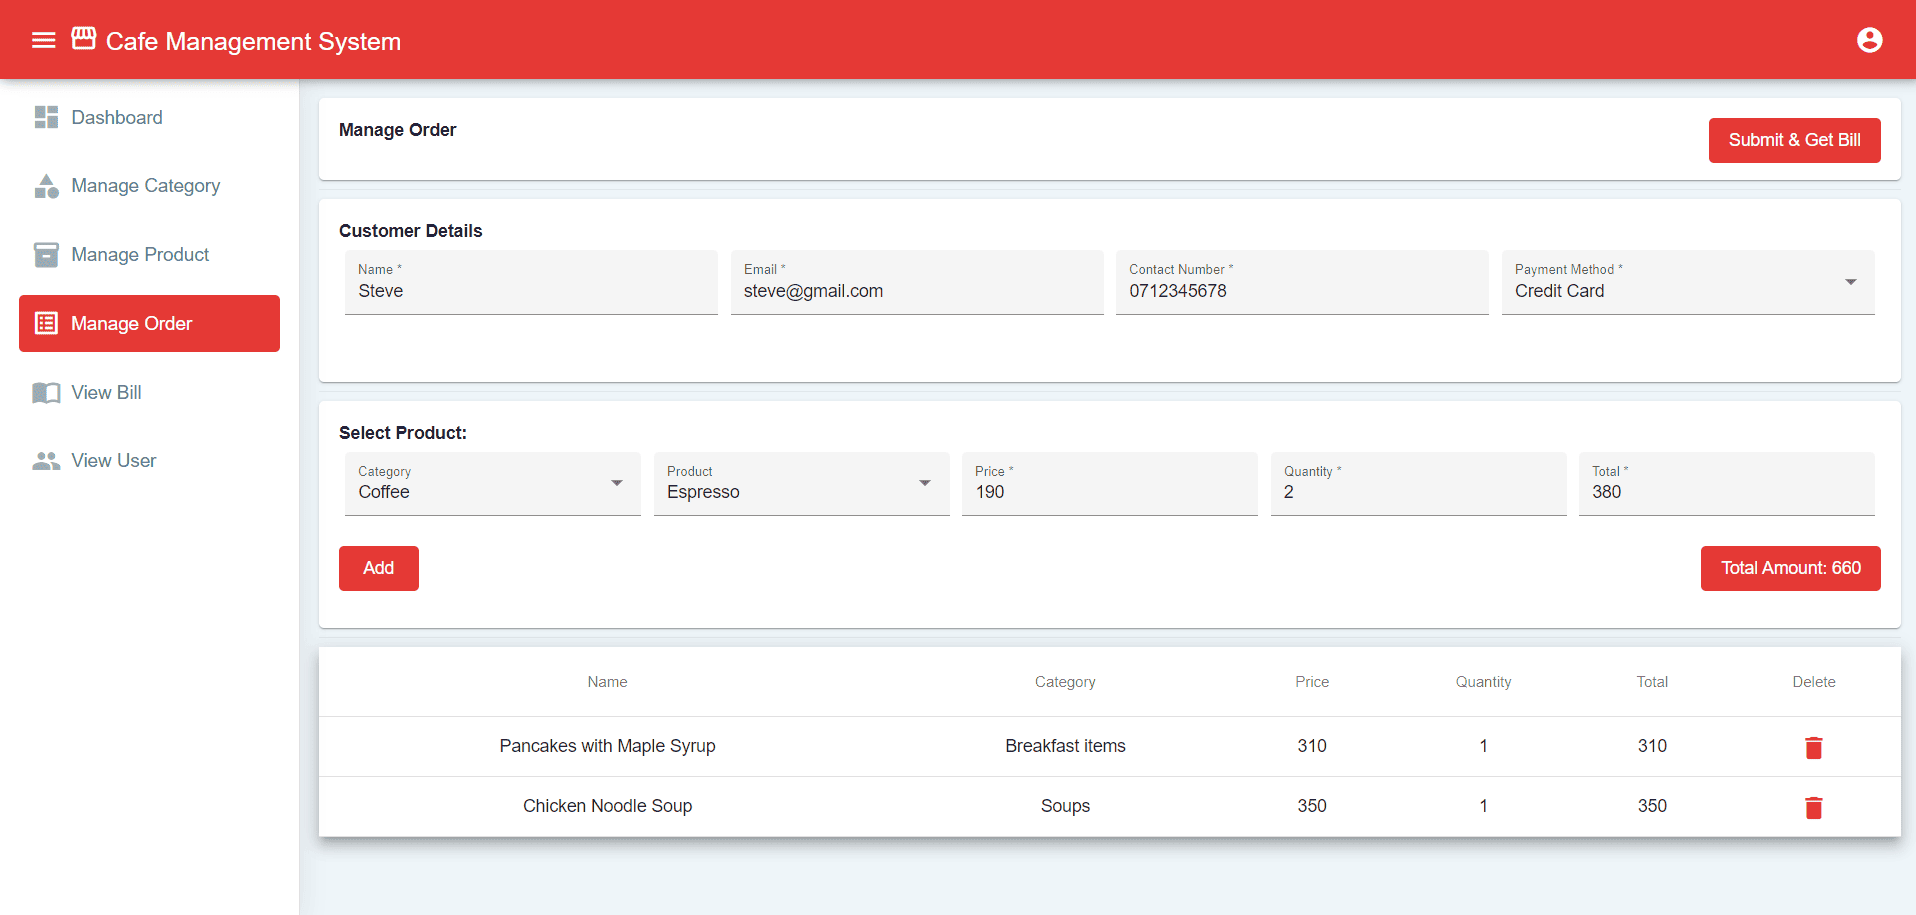 Cafe Management System
Dashboard
Manage Category
Manage Product
Manage Order
View Bill
View User
Manage Order
Submit & Get Bill
Customer Details
Name * Email * Contact Number * Payment Method *
Steve steve@gmail.com 0712345678 Credit Card
Select Product:
Category Product Price * Quantity * Total *
Coffee Espresso 190 2 380
Add Total Amount: 660
Name Category Price Quantity Total Delete
Pancakes with Maple Syrup Breakfast items 310 1 310
Chicken Noodle Soup Soups 350 1 350